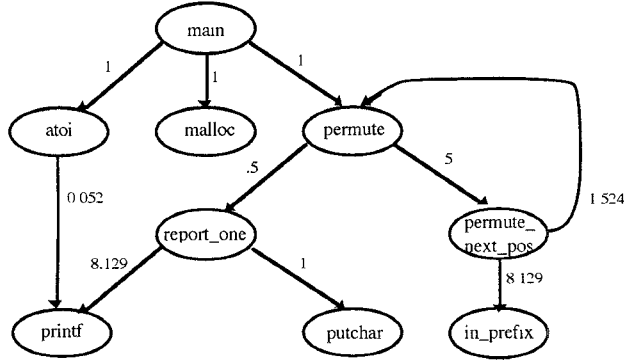 main
1
1
1
atoi
malloc
permute
.5
5
0 052
1 524
report_one
permute_
next_pos
8.129
1
8 129
printf
putchar
in_prefix